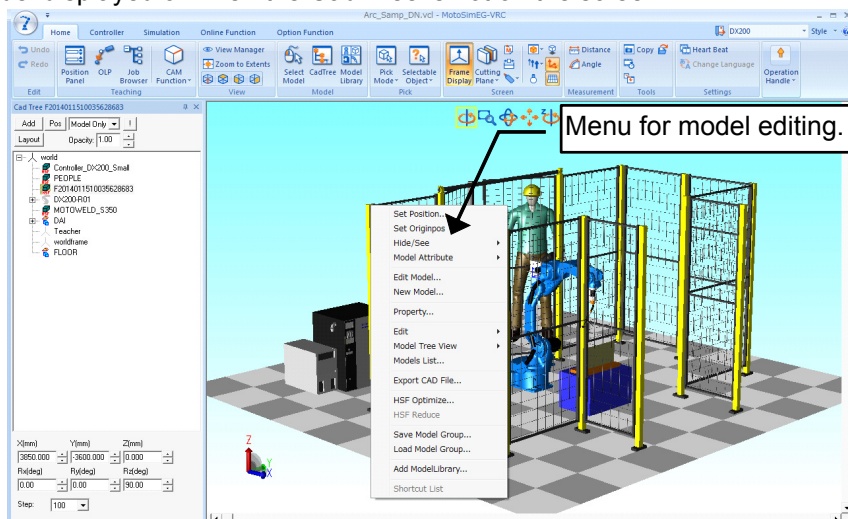 Arc_Samp_DN.vcl - MotoSimEG-VRC
Home Controller Simulation Online Function Option Function
DX200 Style
Undo
Redo
Edit
Position Panel
OLP
Job Browser
CAM Function
Teaching
View Manager
Zoom to Extents
View
Select Model
CadTree
Model Library
Model
Pick Mode
Selectable Object
Pick
Frame Display
Cutting Plane
Screen
Distance
Angle
Measurement
Copy
Tools
Heart Beat
Change Language
Settings
Operation Handle
Cad Tree F2014011510035628683
Add Pos Model Only !
Layout Opacity: 1.00
world
Controller_DX200_Small
PEOPLE
F2014011510035628683
DX200-R01
MOTOWELD_S350
DAI
Teacher
worldframe
FLOOR
X(mm) Y(mm) Z(mm)
3850.000 -3600.000 0.000
Rx(deg) Ry(deg) Rz(deg)
0.00 0.00 90.00
Step: 100
Menu for model editing.
Set Position...
Set Originpos
Hide/See
Model Attribute
Edit Model...
New Model...
Property...
Edit
Model Tree View
Models List...
Export CAD File...
HSF Optimize...
HSF Reduce
Save Model Group...
Load Model Group...
Add ModelLibrary...
Shortcut List
Z
Y
X